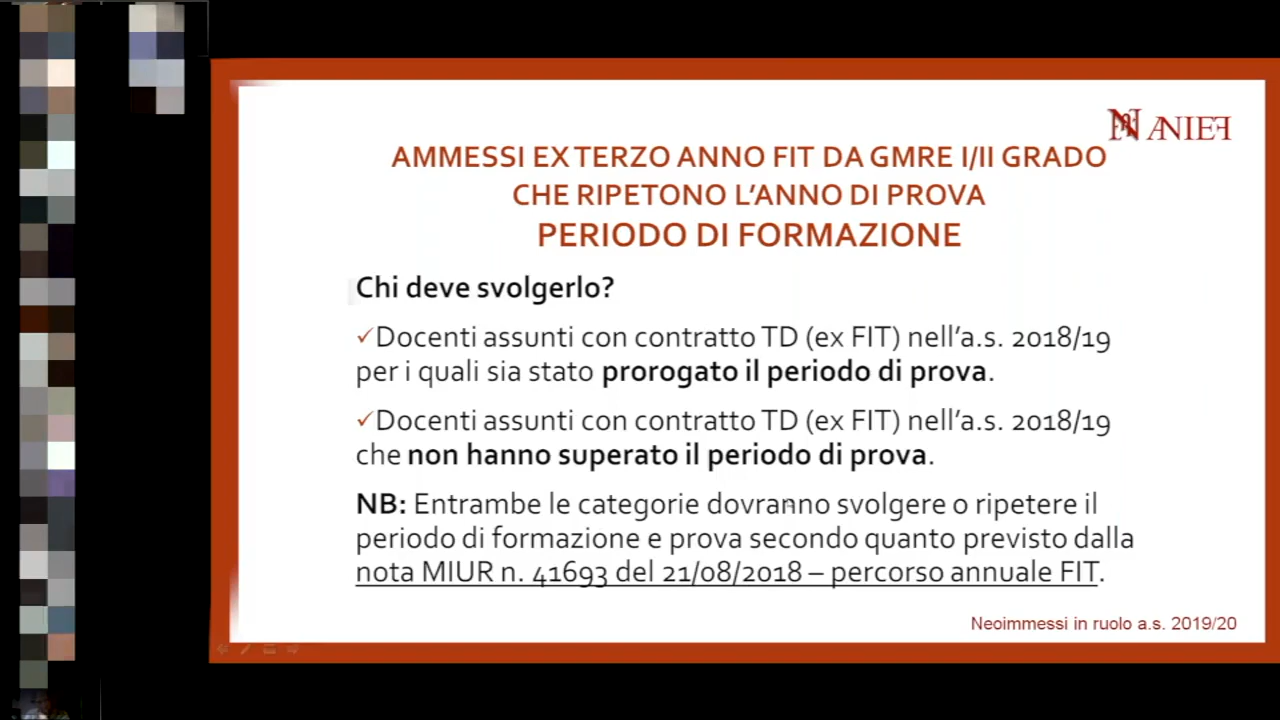 ANIEF
AMMESSI EX TERZO ANNO FIT DA GMRE I/II GRADO
CHE RIPETONO L'ANNO DI PROVA
PERIODO DI FORMAZIONE
Chi deve svolgerlo?
✓Docenti assunti con contratto TD (ex FIT) nell'a.s. 2018/19
per i quali sia stato prorogato il periodo di prova.
✓Docenti assunti con contratto TD (ex FIT) nell'a.s. 2018/19
che non hanno superato il periodo di prova.
NB: Entrambe le categorie dovranno svolgere o ripetere il
periodo di formazione e prova secondo quanto previsto dalla
nota MIUR n. 41693 del 21/08/2018 – percorso annuale FIT.
Neoimmessi in ruolo a.s. 2019/20